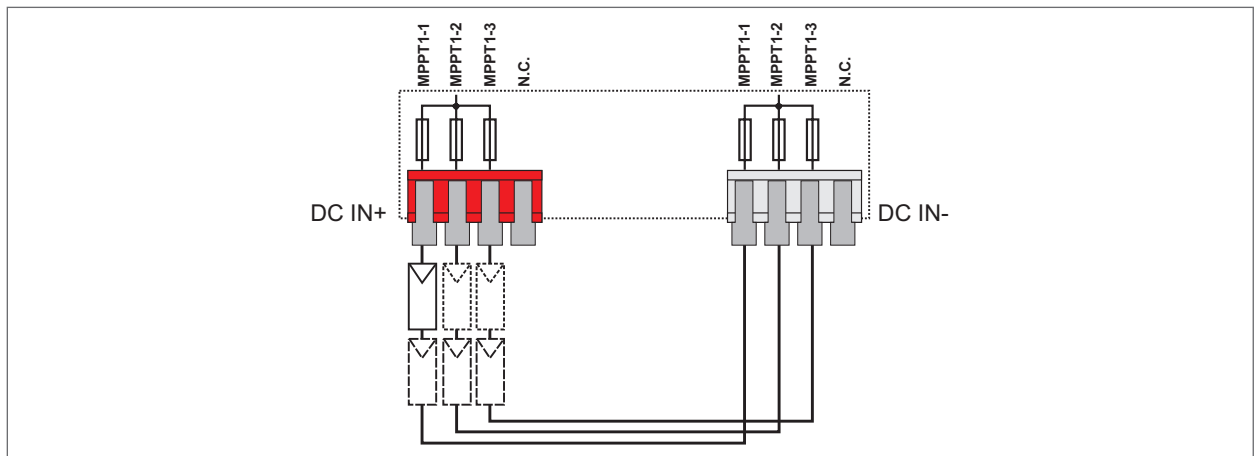 MPPT1-1
MPPT1-2
MPPT1-3
N.C.
MPPT1-1
MPPT1-2
MPPT1-3
N.C.
DC IN+
DC IN-